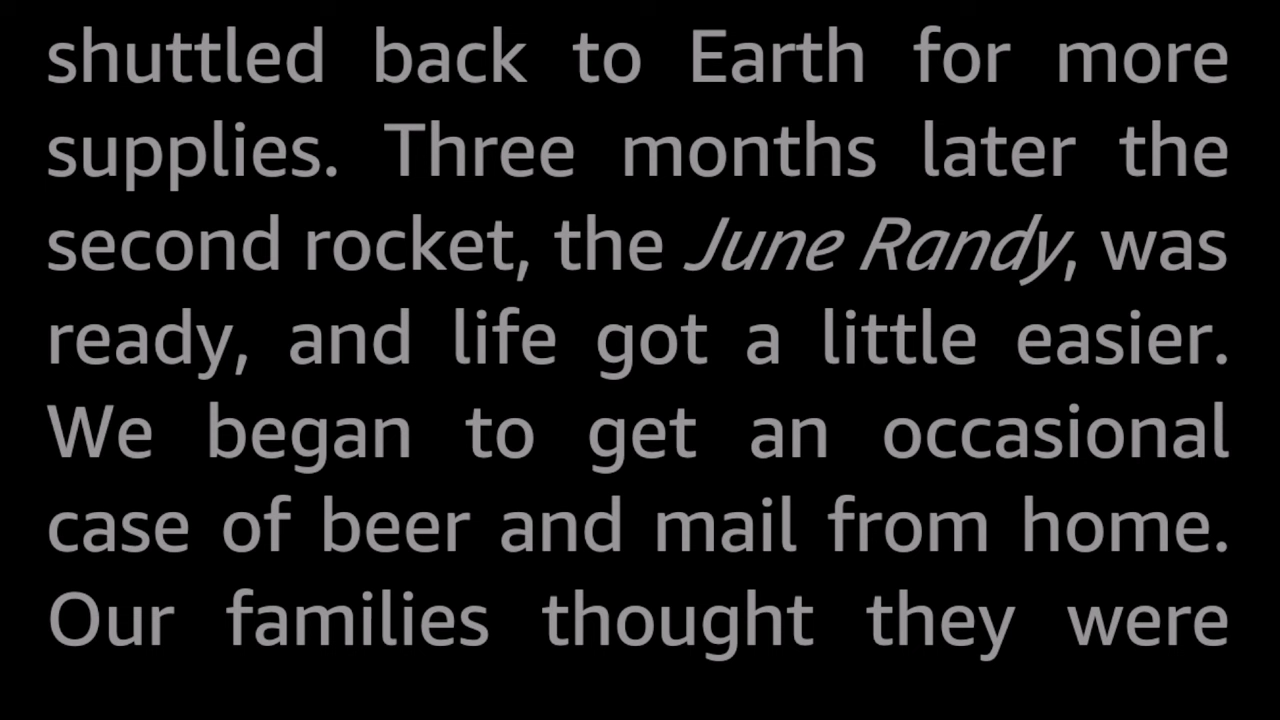 shuttled back to Earth for more
supplies. Three months later the
second rocket, the June Randy, was
ready, and life got a little easier.
We began to get an occasional
case of beer and mail from home.
Our families thought they were